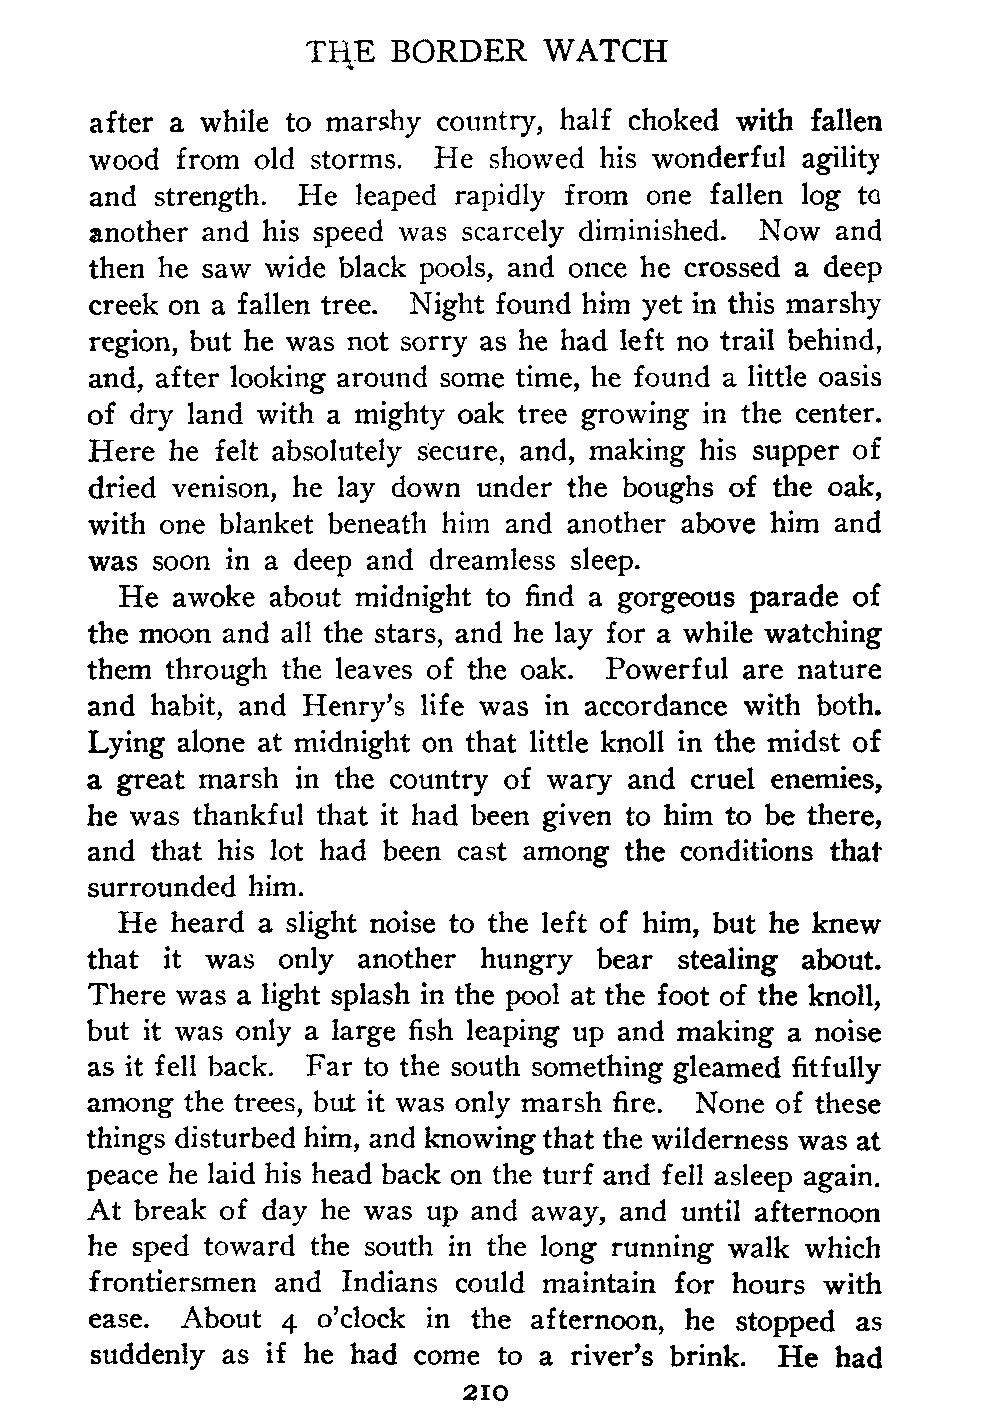 THE BORDER WATCH
after a while to marshy country, half choked with fallen
wood from old storms. He showed his wonderful agility
and strength. He leaped rapidly from one fallen log to
another and his speed was scarcely diminished. Now and
then he saw wide black pools, and once he crossed a deep
creek on a fallen tree. Night found him yet in this marshy
region, but he was not sorry as he had left no trail behind,
and, after looking around some time, he found a little oasis
of dry land with a mighty oak tree growing in the center.
Here he felt absolutely secure, and, making his supper of
dried venison, he lay down under the boughs of the oak,
with one blanket beneath him and another above him and
was soon in a deep and dreamless sleep.
He awoke about midnight to find a gorgeous parade of
the moon and all the stars, and he lay for a while watching
them through the leaves of the oak. Powerful are nature
and habit, and Henry's life was in accordance with both.
Lying alone at midnight on that little knoll in the midst of
a great marsh in the country of wary and cruel enemies,
he was thankful that it had been given to him to be there,
and that his lot had been cast among the conditions that
surrounded him.
He heard a slight noise to the left of him, but he knew
that it was only another hungry bear stealing about.
There was a light splash in the pool at the foot of the knoll,
but it was only a large fish leaping up and making a noise
as it fell back. Far to the south something gleamed fitfully
among the trees, but it was only marsh fire. None of these
things disturbed him, and knowing that the wilderness was at
peace he laid his head back on the turf and fell asleep again.
At break of day he was up and away, and until afternoon
he sped toward the south in the long running walk which
frontiersmen and Indians could maintain for hours with
ease. About 4 o'clock in the afternoon, he stopped as
suddenly as if he had come to a river's brink. He had
210